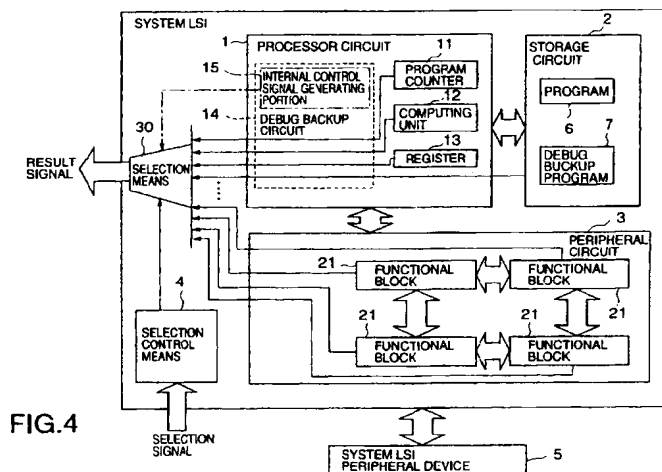 SYSTEM LSI
1
PROCESSOR CIRCUIT
11
15
INTERNAL CONTROL
SIGNAL GENERATING
PORTION
PROGRAM
COUNTER
12
14
DEBUG BACKUP
CIRCUIT
COMPUTING
UNIT
13
REGISTER
2
STORAGE
CIRCUIT
PROGRAM
6
7
DEBUG
BACKUP
PROGRAM
30
RESULT
SIGNAL
SELECTION
MEANS
3
PERIPHERAL
CIRCUIT
21
FUNCTIONAL
BLOCK
FUNCTIONAL
BLOCK
21
21
FUNCTIONAL
BLOCK
21
FUNCTIONAL
BLOCK
4
SELECTION
CONTROL
MEANS
SELECTION
SIGNAL
FIG.4
SYSTEM LSI
PERIPHERAL DEVICE
5